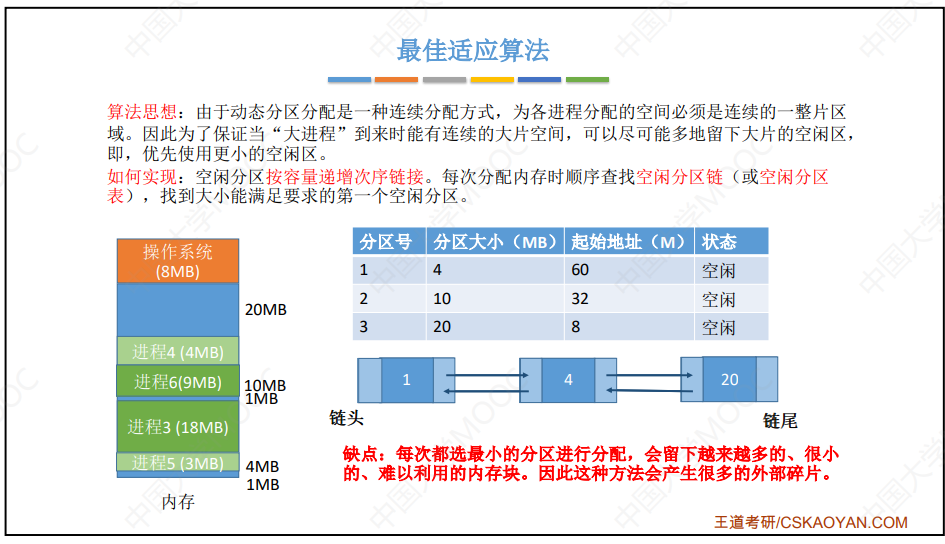 最佳适应算法
算法思想：由于动态分区分配是一种连续分配方式，为各进程分配的空间必须是连续的一整片区
域。因此为了保证当“大进程”到来时能有连续的大片空间，可以尽可能多地留下大片的空闲区，
即，优先使用更小的空闲区。
如何实现：空闲分区按容量递增次序链接。每次分配内存时顺序查找空闲分区链（或空闲分区
表），找到大小能满足要求的第一个空闲分区。
操作系统
(8MB)
20MB
进程4 (4MB)
进程6(9MB)
10MB
1MB
进程3 (18MB)
进程5 (3MB)
4MB
1MB
内存
分区号 分区大小（MB） 起始地址（M） 状态
1 4 60 空闲
2 10 32 空闲
3 20 8 空闲
1 4 20
链头
链尾
缺点：每次都选最小的分区进行分配，会留下越来越多的、很小
的、难以利用的内存块。因此这种方法会产生很多的外部碎片。
王道考研/CSKAOYAN.COM
中国大学MOOC